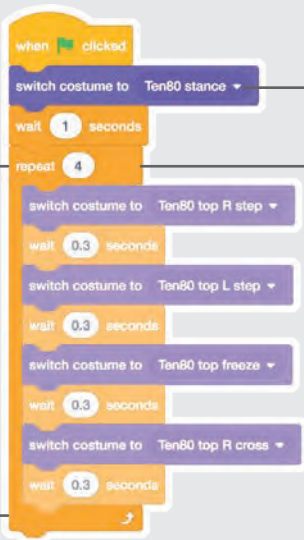 when clicked
switch costume to Ten80 stance
wait 1 seconds
repeat 4
switch costume to Ten80 top R step
wait 0.3 seconds
switch costume to Ten80 top L step
wait 0.3 seconds
switch costume to Ten80 top freeze
wait 0.3 seconds
switch costume to Ten80 top R cross
wait 0.3 seconds